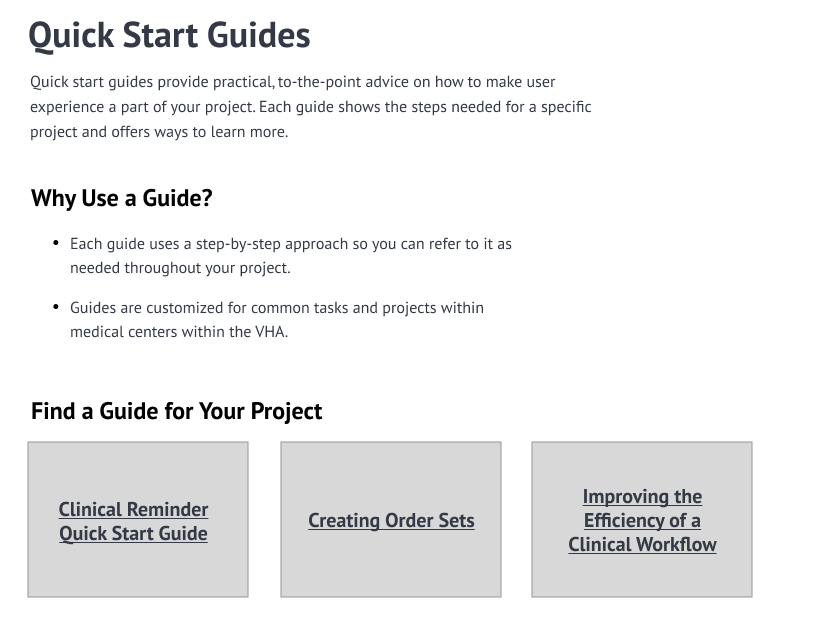 Quick Start Guides
Quick start guides provide practical, to-the-point advice on how to make user
experience a part of your project. Each guide shows the steps needed for a specific
project and offers ways to learn more.
Why Use a Guide?
• Each guide uses a step-by-step approach so you can refer to it as
needed throughout your project.
• Guides are customized for common tasks and projects within
medical centers within the VHA.
Find a Guide for Your Project
Clinical Reminder
Quick Start Guide
Creating Order Sets
Improving the
Efficiency of a
Clinical Workflow